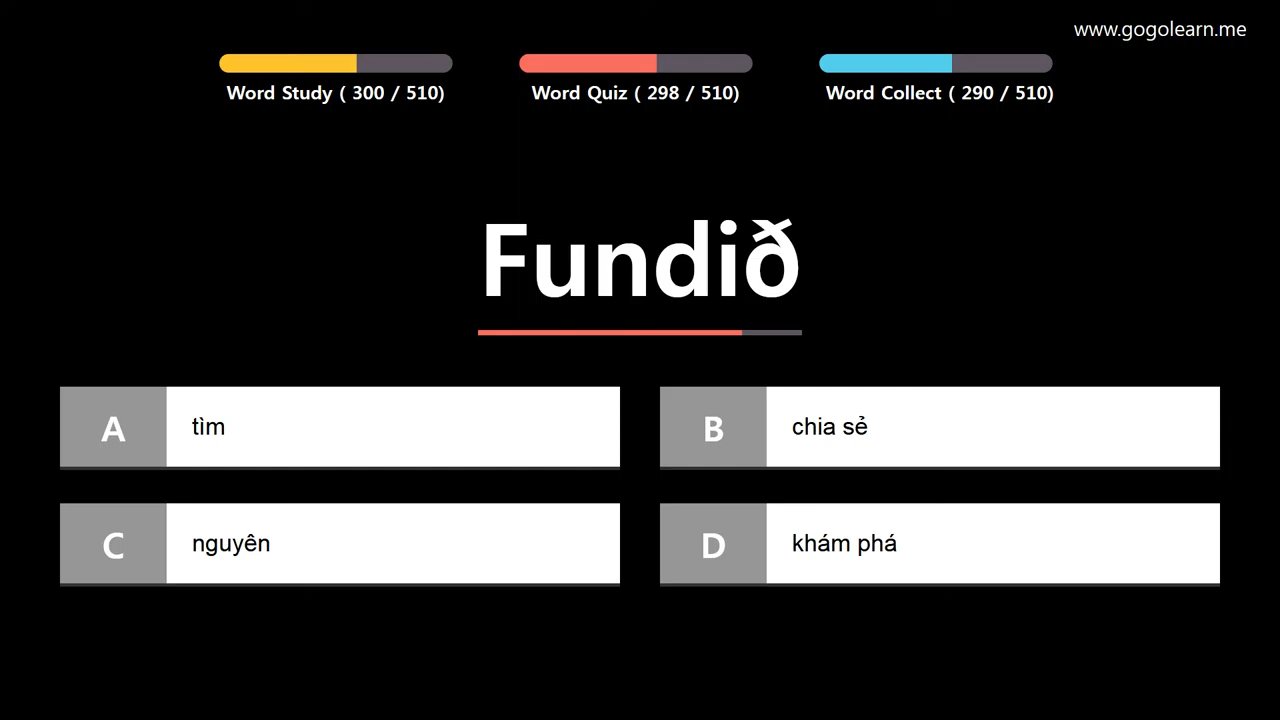 www.gogolearn.me
Word Study ( 300 / 510)
Word Quiz ( 298 / 510)
Word Collect ( 290 / 510)
Fundið
A tìm
B chia sẻ
C nguyên
D khám phá